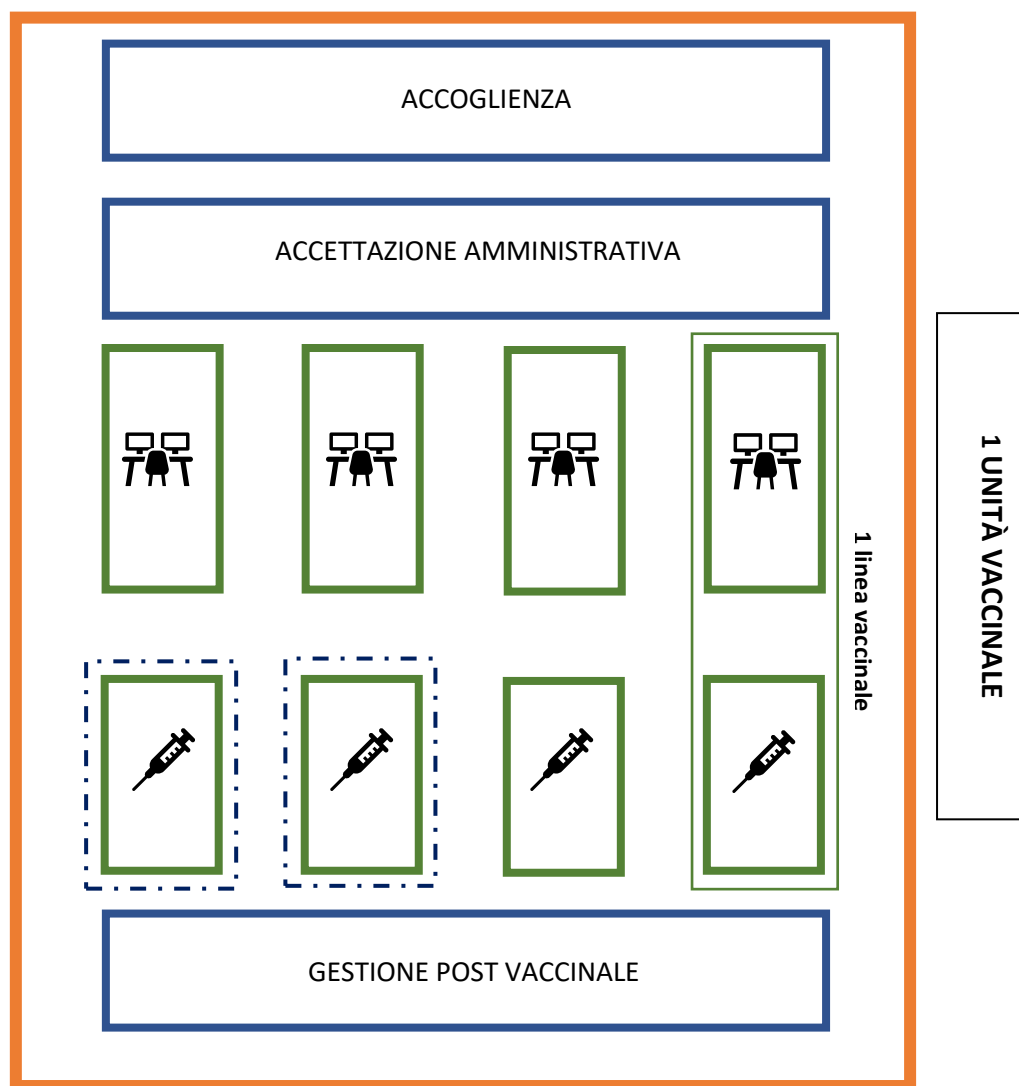 ACCOGLIENZA
ACCETTAZIONE AMMINISTRATIVA
1 linea vaccinale
1 UNITÀ VACCINALE
GESTIONE POST VACCINALE